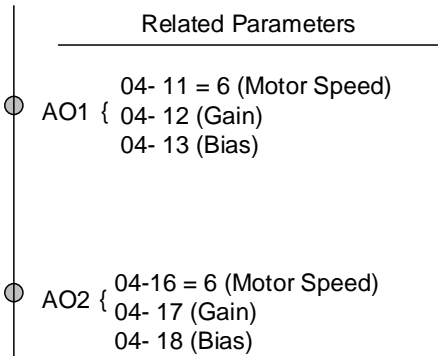 Related Parameters
04- 11 = 6 (Motor Speed)
AO1 { 04- 12 (Gain)
04- 13 (Bias)
04-16 = 6 (Motor Speed)
AO2 { 04- 17 (Gain)
04- 18 (Bias)